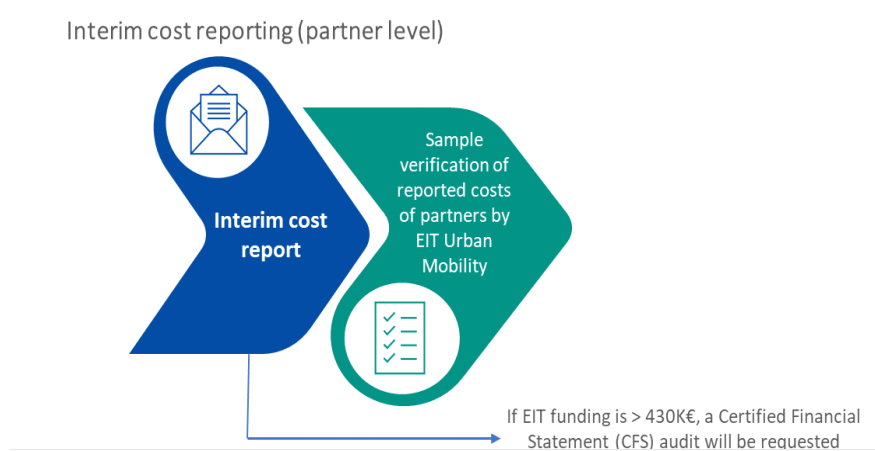 Interim cost reporting (partner level)
Interim cost
report
Sample
verification of
reported costs
of partners by
EIT Urban
Mobility
If EIT funding is > 430K€, a Certified Financial
Statement (CFS) audit will be requested